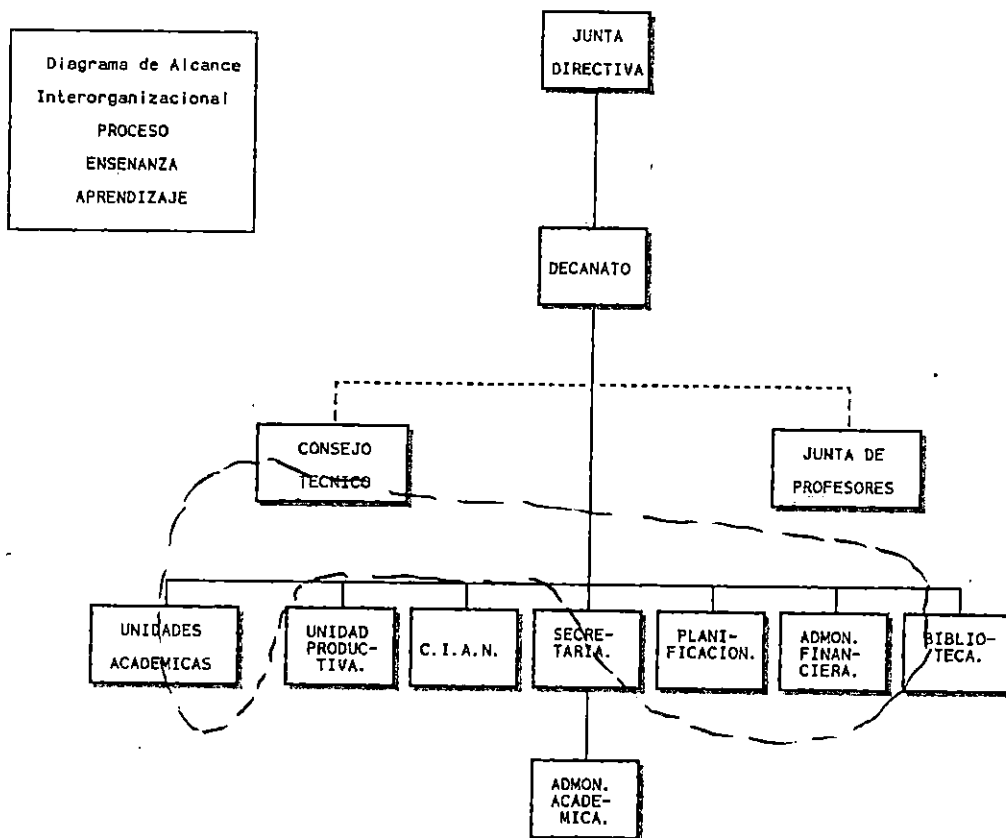 Diagrama de Alcance
Interorganizacional
PROCESO
ENSENANZA
APRENDIZAJE
JUNTA
DIRECTIVA
DECANATO
CONSEJO
TECNICO
JUNTA DE
PROFESORES
UNIDADES
ACADEMICAS
UNIDAD
PRODUC-
TIVA.
C.I.A.N.
SECRE-
TARIA.
PLANI-
FICACION.
ADMON.
FINAN-
CIERA.
BIBLIO-
TECA.
ADMON.
ACADE-
MICA.